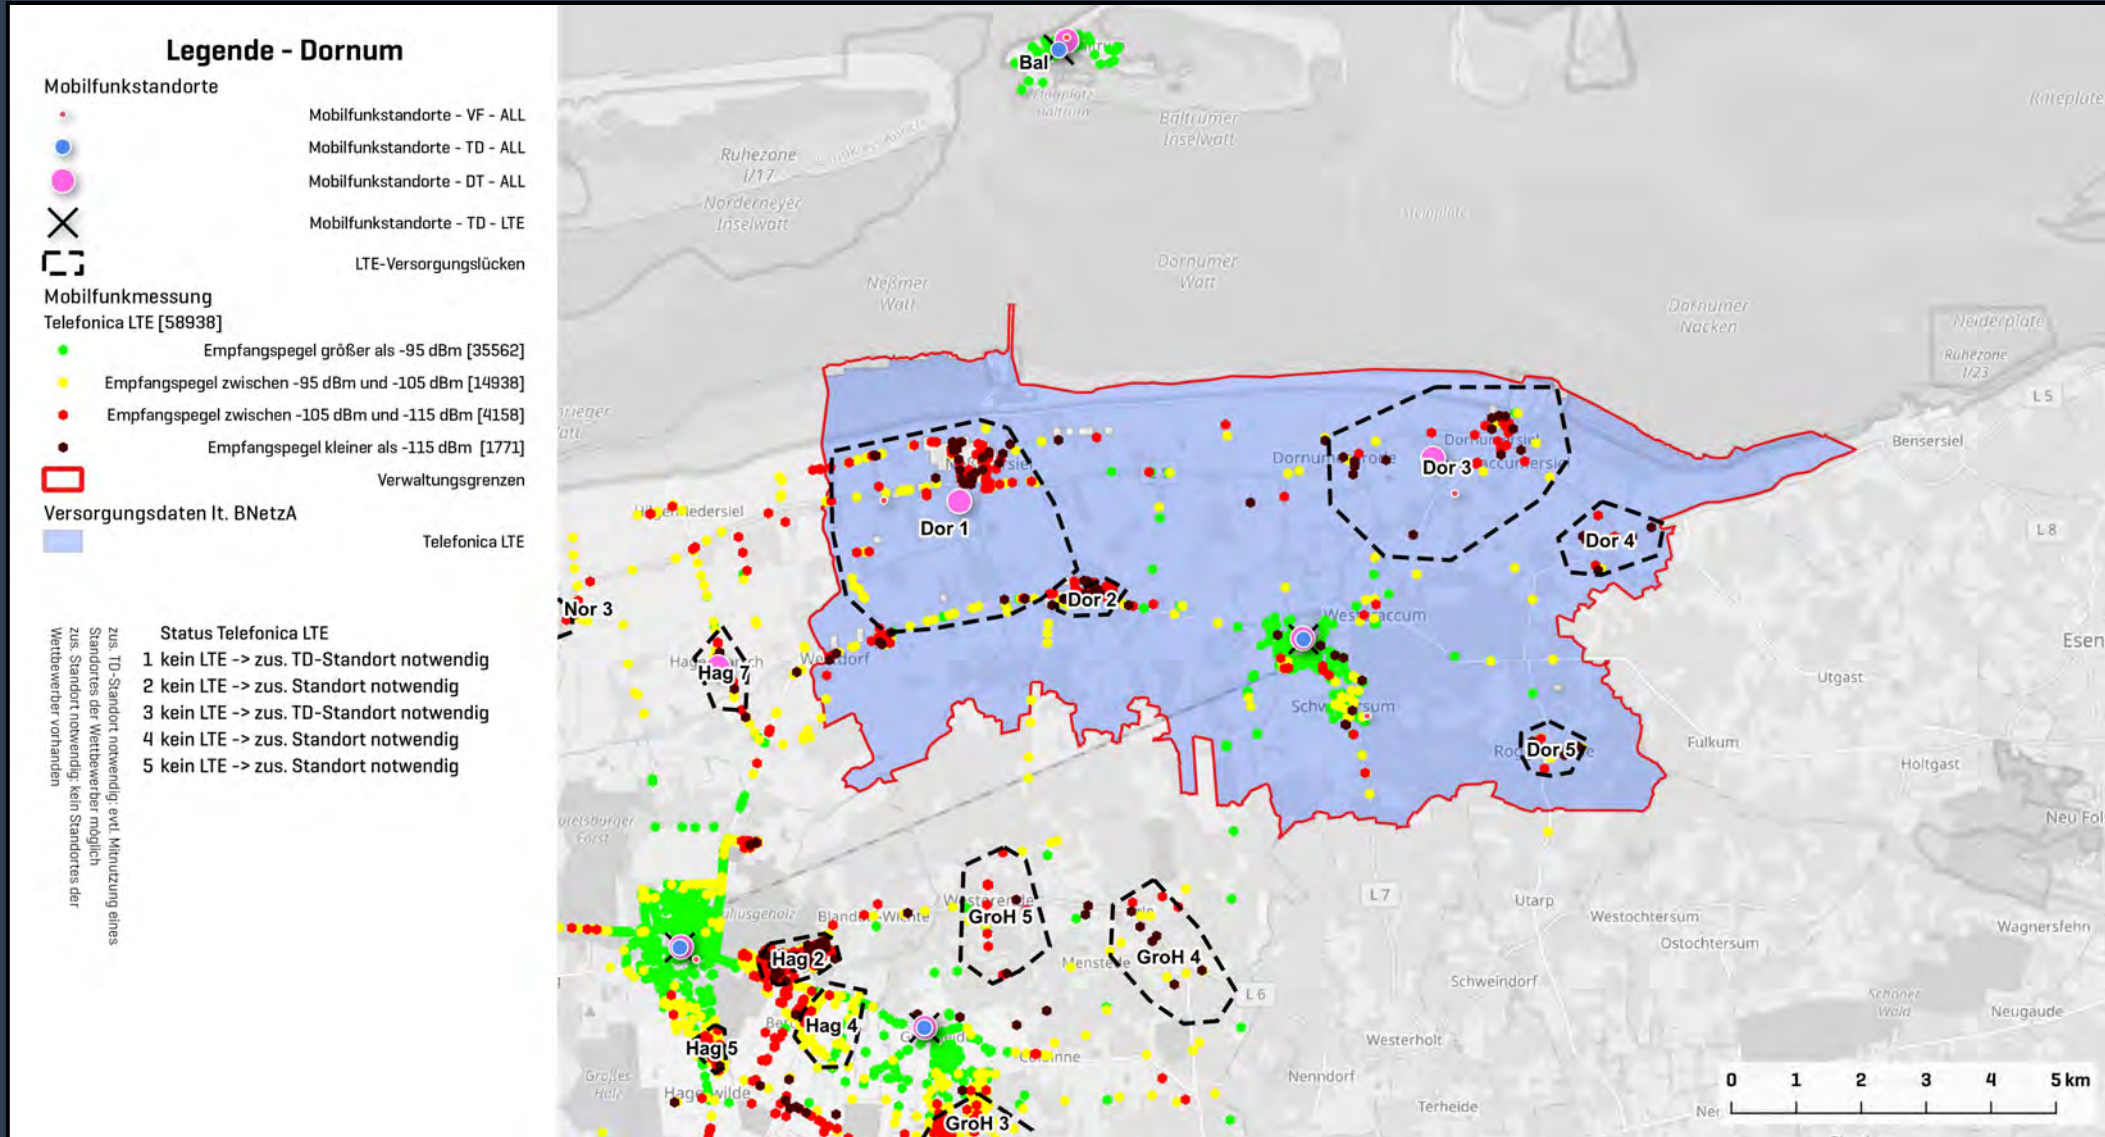 Legende - Dornum
Mobilfunkstandorte
Mobilfunkstandorte - VF - ALL
Mobilfunkstandorte - TD - ALL
Mobilfunkstandorte - DT - ALL
Mobilfunkstandorte - TD - LTE
LTE-Versorgungslücken
Mobilfunkmessung
Telefonica LTE [58938]
Empfangspegel größer als -95 dBm [35562]
Empfangspegel zwischen -95 dBm und -105 dBm [14938]
Empfangspegel zwischen -105 dBm und -115 dBm [4158]
Empfangspegel kleiner als -115 dBm [1771]
Verwaltungsgrenzen
Versorgungsdaten lt. BNetzA
Telefonica LTE
Status Telefonica LTE
1 kein LTE -> zus. TD-Standort notwendig
2 kein LTE -> zus. Standort notwendig
3 kein LTE -> zus. TD-Standort notwendig
4 kein LTE -> zus. Standort notwendig
5 kein LTE -> zus. Standort notwendig
zus. TD-Standort notwendig: evtl. Mitnutzung eines
Standortes der Wettbewerber möglich
zus. Standort notwendig: kein Standortes der
Wettbewerber vorhanden
Bal
Flugplatz
Baltrum
Baltrumer
Inselwatt
Ruhezone
I/17
Norderneyer
Inselwatt
Steinplate
Neßmer
Watt
Dornumer
Watt
Dornumer
Nacken
Neiderplate
Ruhezone
I/23
L 5
Bensersiel
L 8
Dor 1
Dor 2
Dor 3
Dor 4
Dor 5
Nor 3
Hag 7
Utgast
Fulkum
Holtgast
L 7
Utarp
Westochtersum
Ostochtersum
Wagnersfehn
Schweindorf
Schöner
Wald
Neugaude
Westerholt
Nenndorf
Terheide
GroH 5
GroH 4
Menstede
L 6
Hag 2
Hag 4
Hag 5
GroH 3
Großes
Holz
0 1 2 3 4 5 km